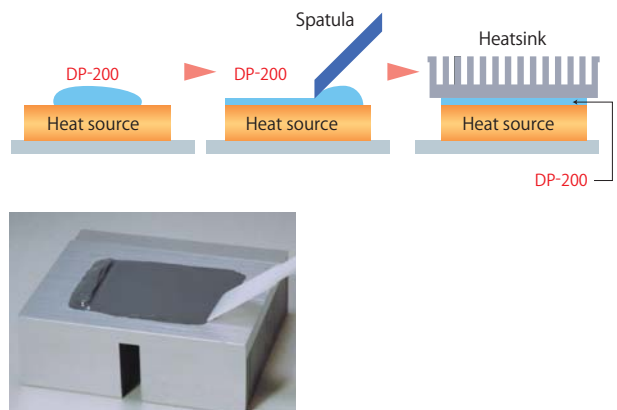 Spatula
Heatsink
DP-200
DP-200
Heat source
Heat source
Heat source
DP-200